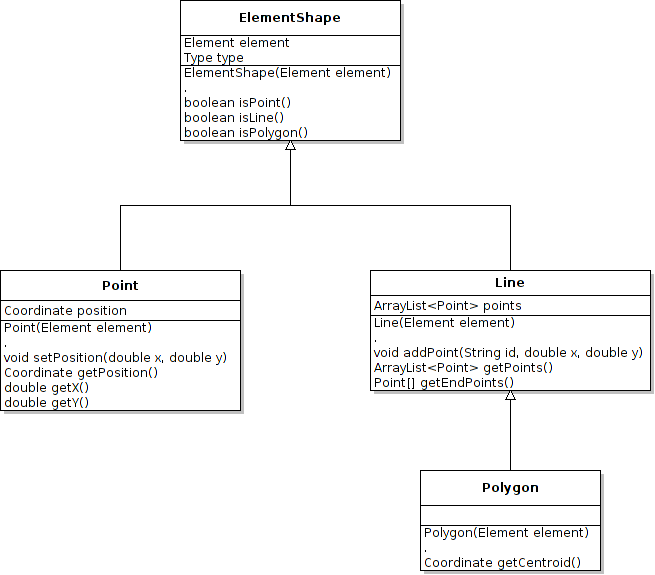 ElementShape
Element element
Type type
ElementShape(Element element)
.
boolean isPoint()
boolean isLine()
boolean isPolygon()
Point
Coordinate position
Point(Element element)
.
void setPosition(double x, double y)
Coordinate getPosition()
double getX()
double getY()
Line
ArrayList<Point> points
Line(Element element)
.
void addPoint(String id, double x, double y)
ArrayList<Point> getPoints()
Point[] getEndPoints()
Polygon
Polygon(Element element)
.
Coordinate getCentroid()